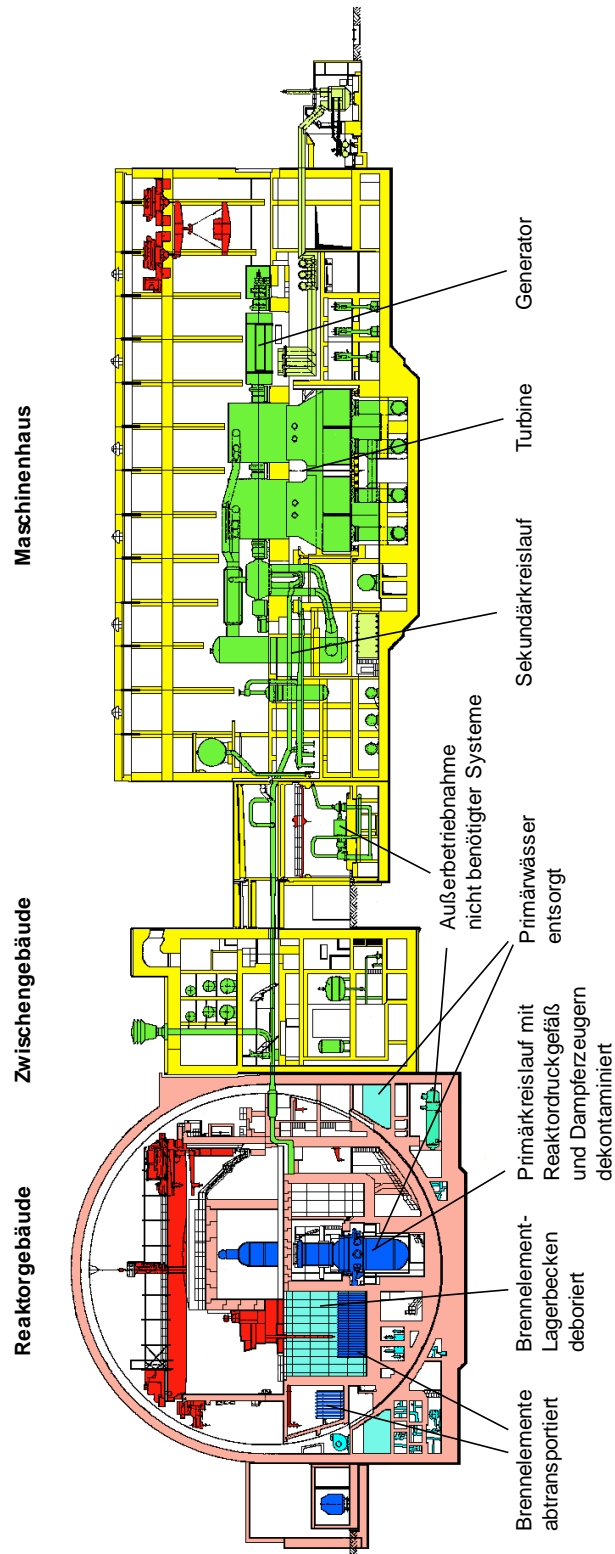 Reaktorgebäude
Zwischengebäude
Maschinenhaus
Brennelemente
abtransportiert
Brennelement-
Lagerbecken
deboriert
Primärkreislauf mit
Reaktordruckgefäß
und Dampferzeugern
dekontaminiert
Primärwässer
entsorgt
Außerbetriebnahme
nicht benötigter Systeme
Sekundärkreislauf
Turbine
Generator